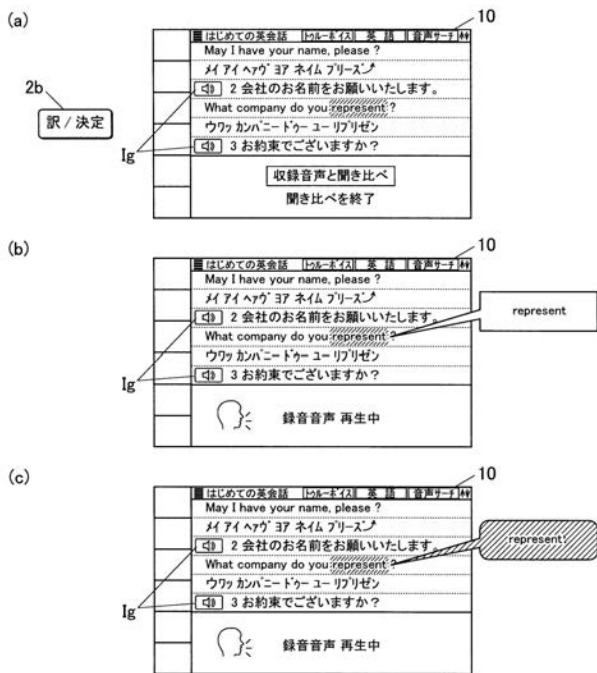 (a)
10
はじめての英会話 トゥルーボイス 英 語 音声サーチ
May I have your name, please ?
メイ アイ ヘァヴ ヨア ネイム プリーズ
2b
訳 / 決定
2 会社のお名前をお願いいたします。
What company do you represent ?
ウワッ カンパニー ドゥー ユー リプリゼン
Ig
3 お約束でございますか？
収録音声と聞き比べ
聞き比べを終了
(b)
10
はじめての英会話 トゥルーボイス 英 語 音声サーチ
May I have your name, please ?
メイ アイ ヘァヴ ヨア ネイム プリーズ
2 会社のお名前をお願いいたします。
represent
What company do you represent ?
ウワッ カンパニー ドゥー ユー リプリゼン
Ig
3 お約束でございますか？
録音音声 再生中
(c)
10
はじめての英会話 トゥルーボイス 英 語 音声サーチ
May I have your name, please ?
メイ アイ ヘァヴ ヨア ネイム プリーズ
2 会社のお名前をお願いいたします。
represent
What company do you represent ?
ウワッ カンパニー ドゥー ユー リプリゼン
Ig
3 お約束でございますか？
録音音声 再生中